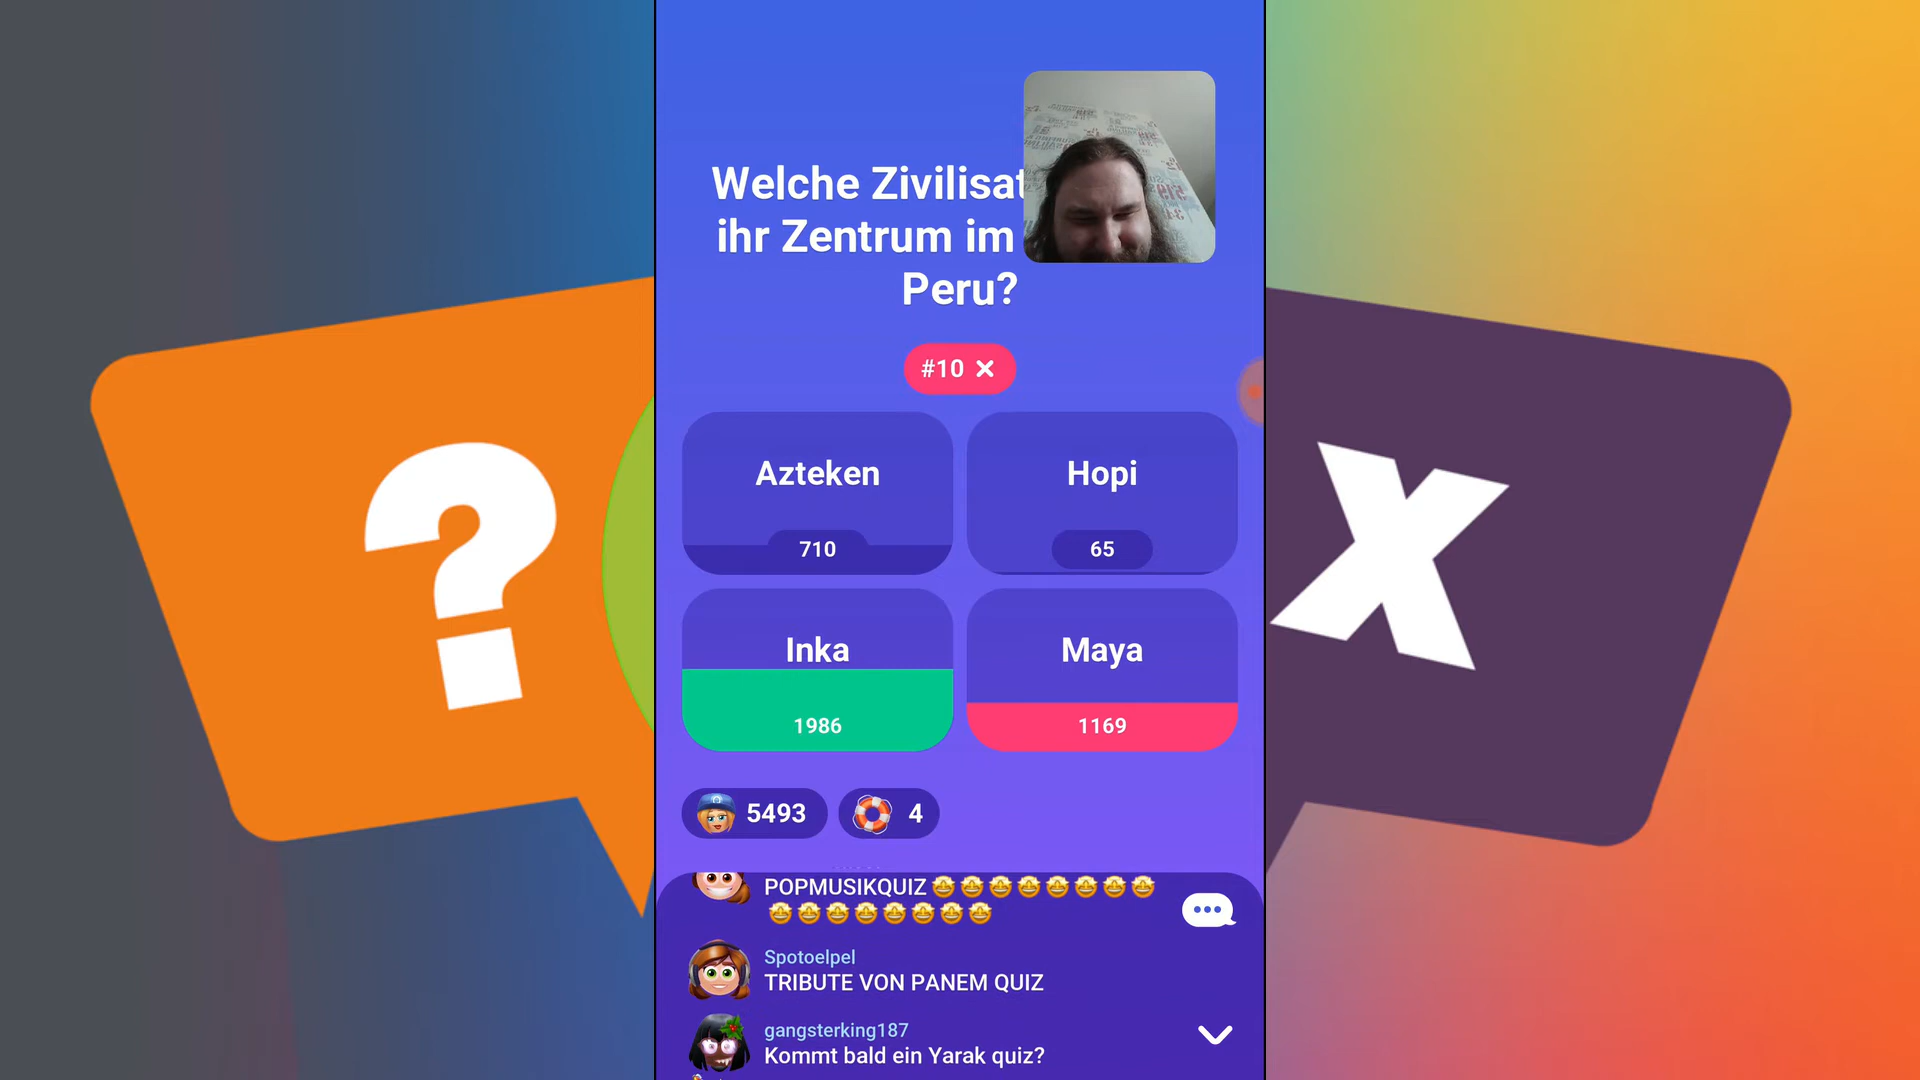 Welche Zivilisat
ihr Zentrum im
Peru?
#10
Azteken
Hopi
710
65
Inka
Maya
1986
1169
5493
4
POPMUSIKQUIZ 🤩🤩🤩🤩🤩🤩🤩🤩
🤩🤩🤩🤩🤩🤩🤩🤩
Spotoelpel
TRIBUTE VON PANEM QUIZ
gangsterking187
Kommt bald ein Yarak quiz?
?
X